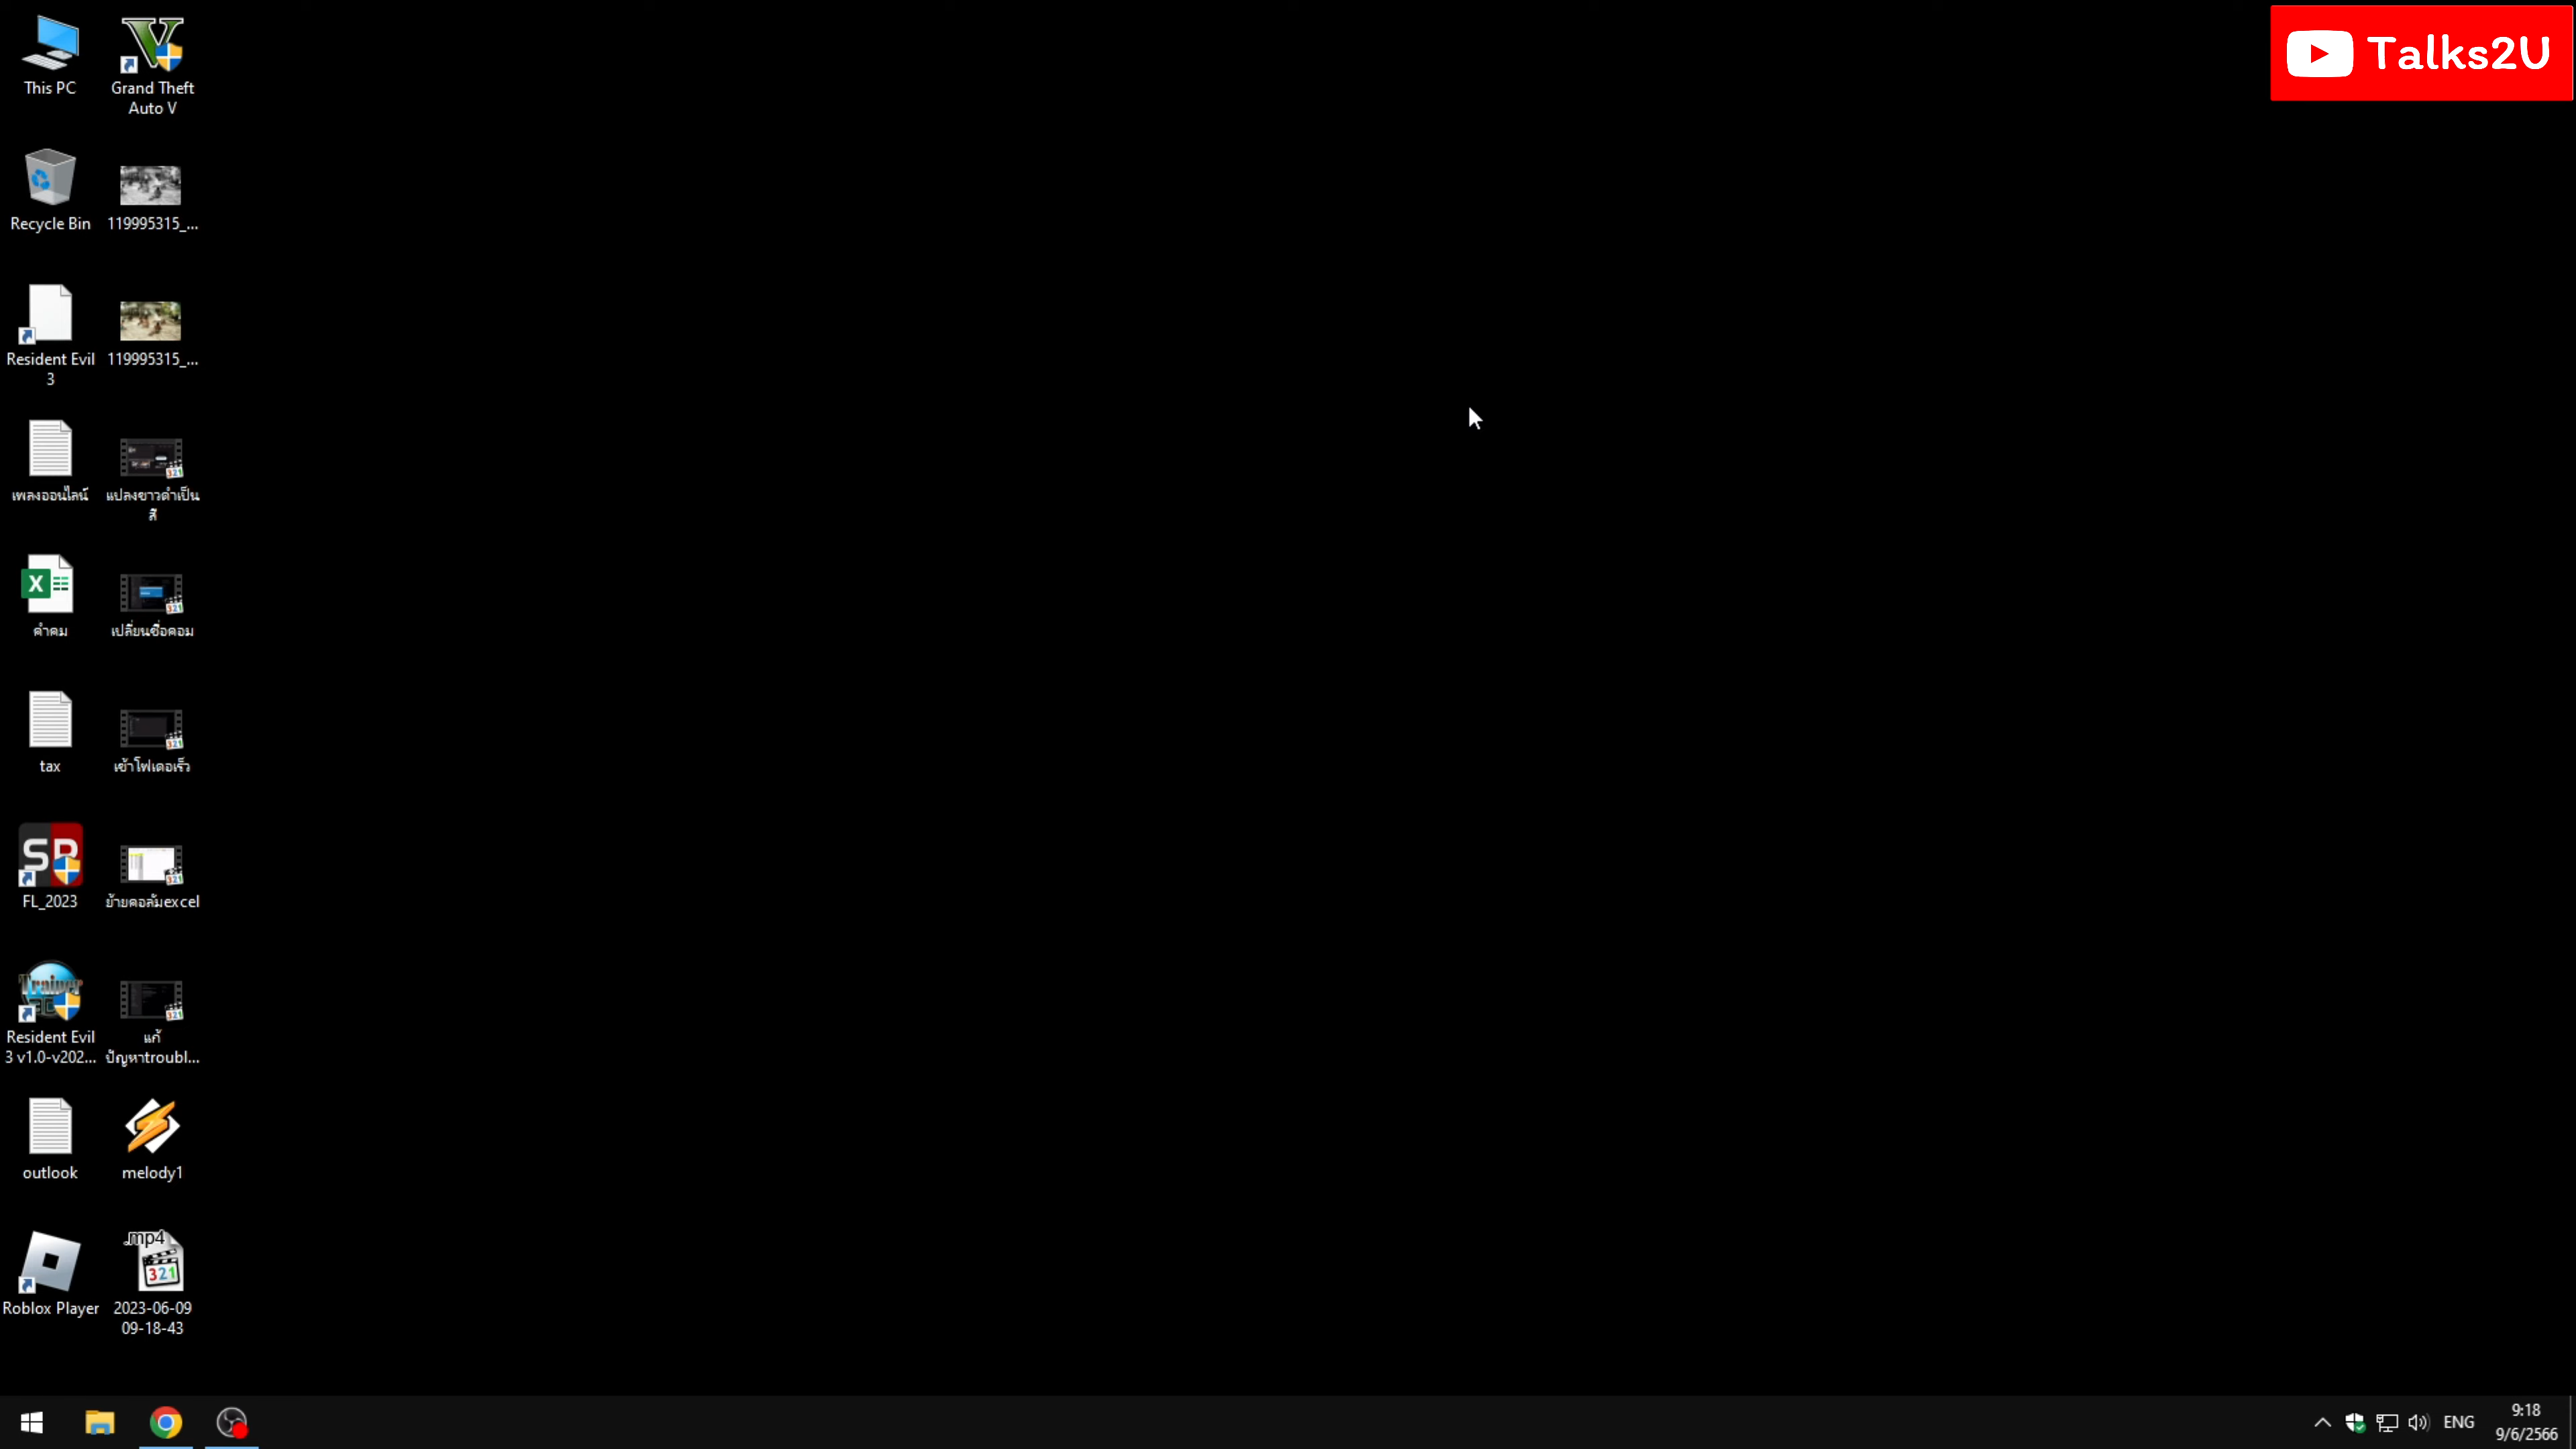 Talks2U
This PC
Grand Theft
Auto V
Recycle Bin
119995315_...
Resident Evil
3
119995315_...
เพลงออนไลน์
แปลงขาวดำเป็น
สี
คำคม
เปลี่ยนชื่อคอม
tax
เข้าโฟเดอเร็ว
FL_2023
ย้ายคอลัมexcel
Resident Evil
3 v1.0-v202...
แก้
ปัญหาtroubl...
outlook
melody1
Roblox Player
.mp4
321
2023-06-09
09-18-43
ENG
9:18
9/6/2566